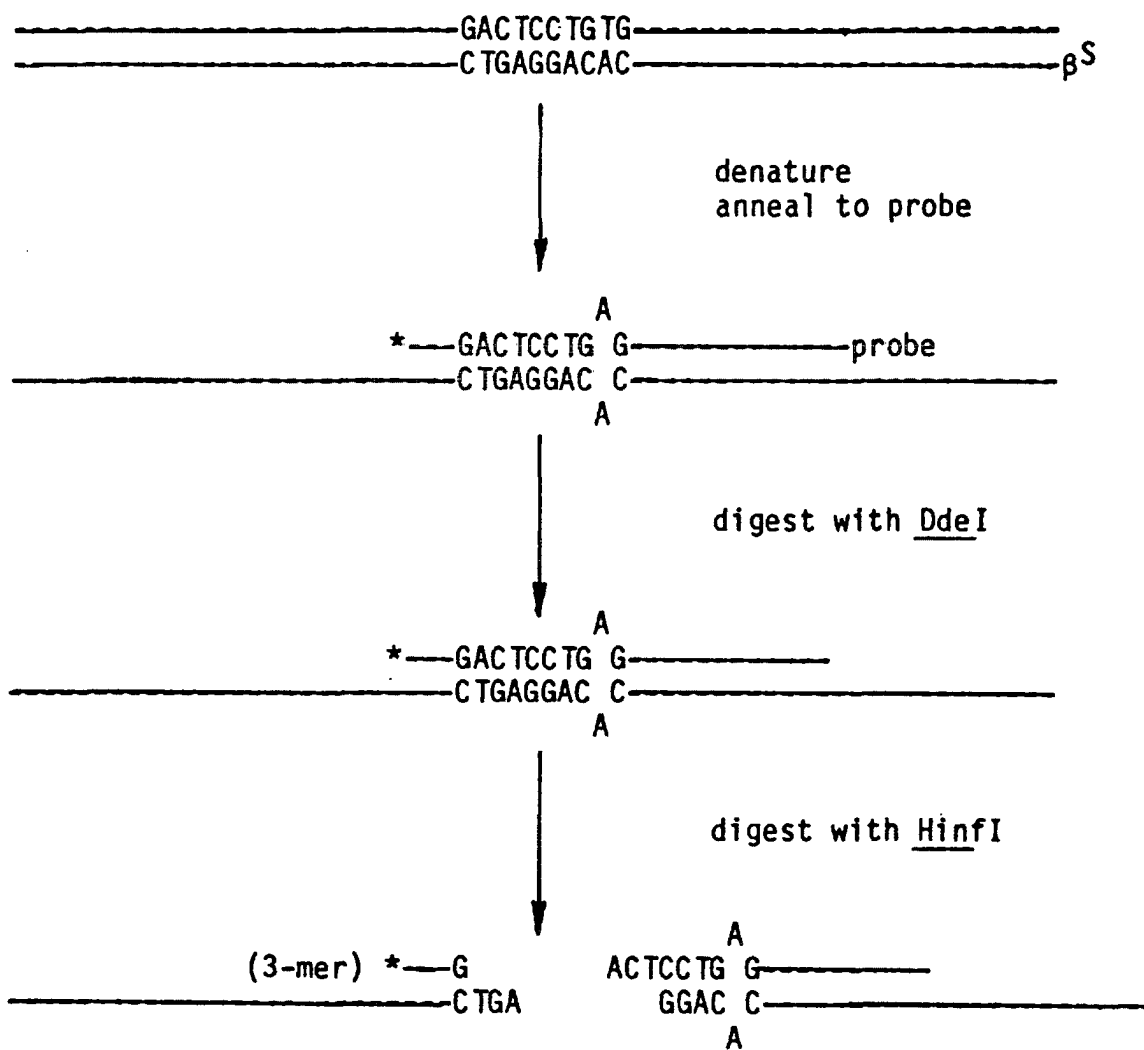 GACTCCTGTG
CTGAGGACAC βS
denature
anneal to probe
A
*GACTCCTG G probe
CTGAGGAC C
A
digest with DdeI
A
*GACTCCTG G
CTGAGGAC C
A
digest with HinfI
A
(3-mer) *G ACTCCTG G
CTGA GGAC C
A